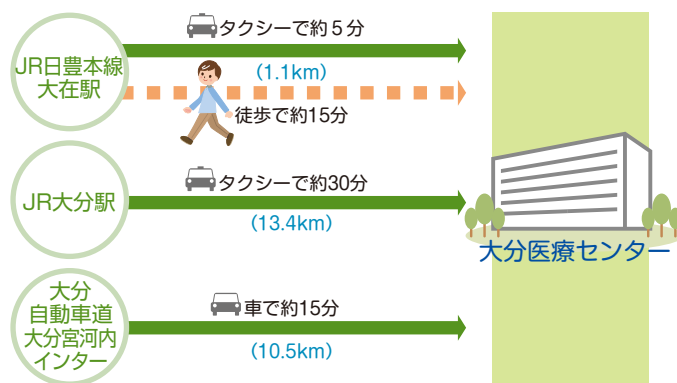 タクシーで約５分
JR日豊本線
大在駅
(1.1km)
徒歩で約15分
タクシーで約30分
JR大分駅
(13.4km)
大分医療センター
大分
自動車道
大分宮河内
インター
車で約15分
(10.5km)